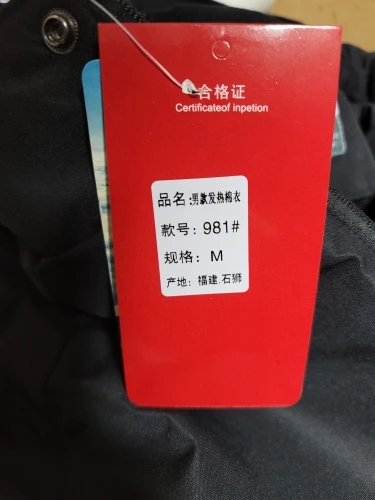 合格证
Certificateof inpetion
品名:男款发热棉衣
款号: 981#
规格: M
产地: 福建.石狮